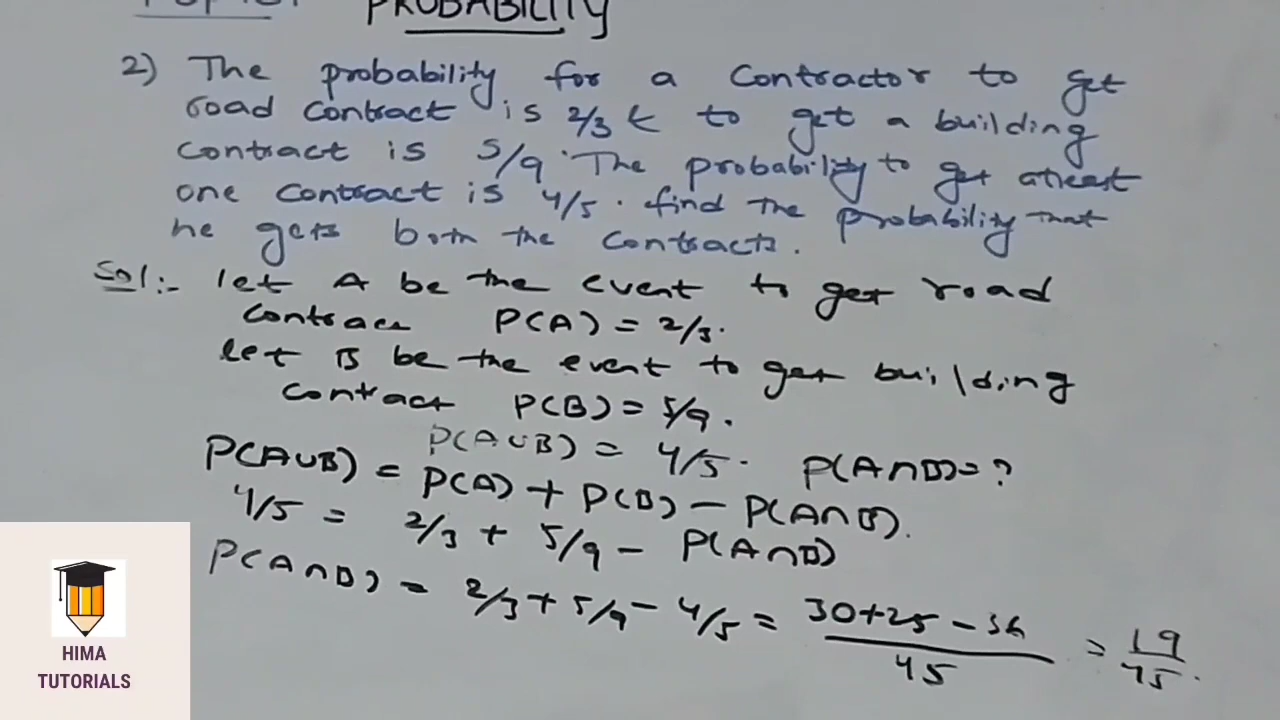 PROBABILITY
2) The probability for a contractor to get
road contract is 2/3 & to get a building
contract is 5/9. The probability to get atleast
one contract is 4/5. find the probability that
he gets both the contracts.
Sol:- let A be the event to get road
contract P(A) = 2/3.
let B be the event to get building
contract P(B) = 5/9.
P(A∪B) = 4/5. P(A∩B)=?
P(A∪B) = P(A) + P(B) - P(A∩B).
4/5 = 2/3 + 5/9 - P(A∩B)
P(A∩B) = 2/3 + 5/9 - 4/5 = 30+25-36/45 = 19/45.
HIMA
TUTORIALS